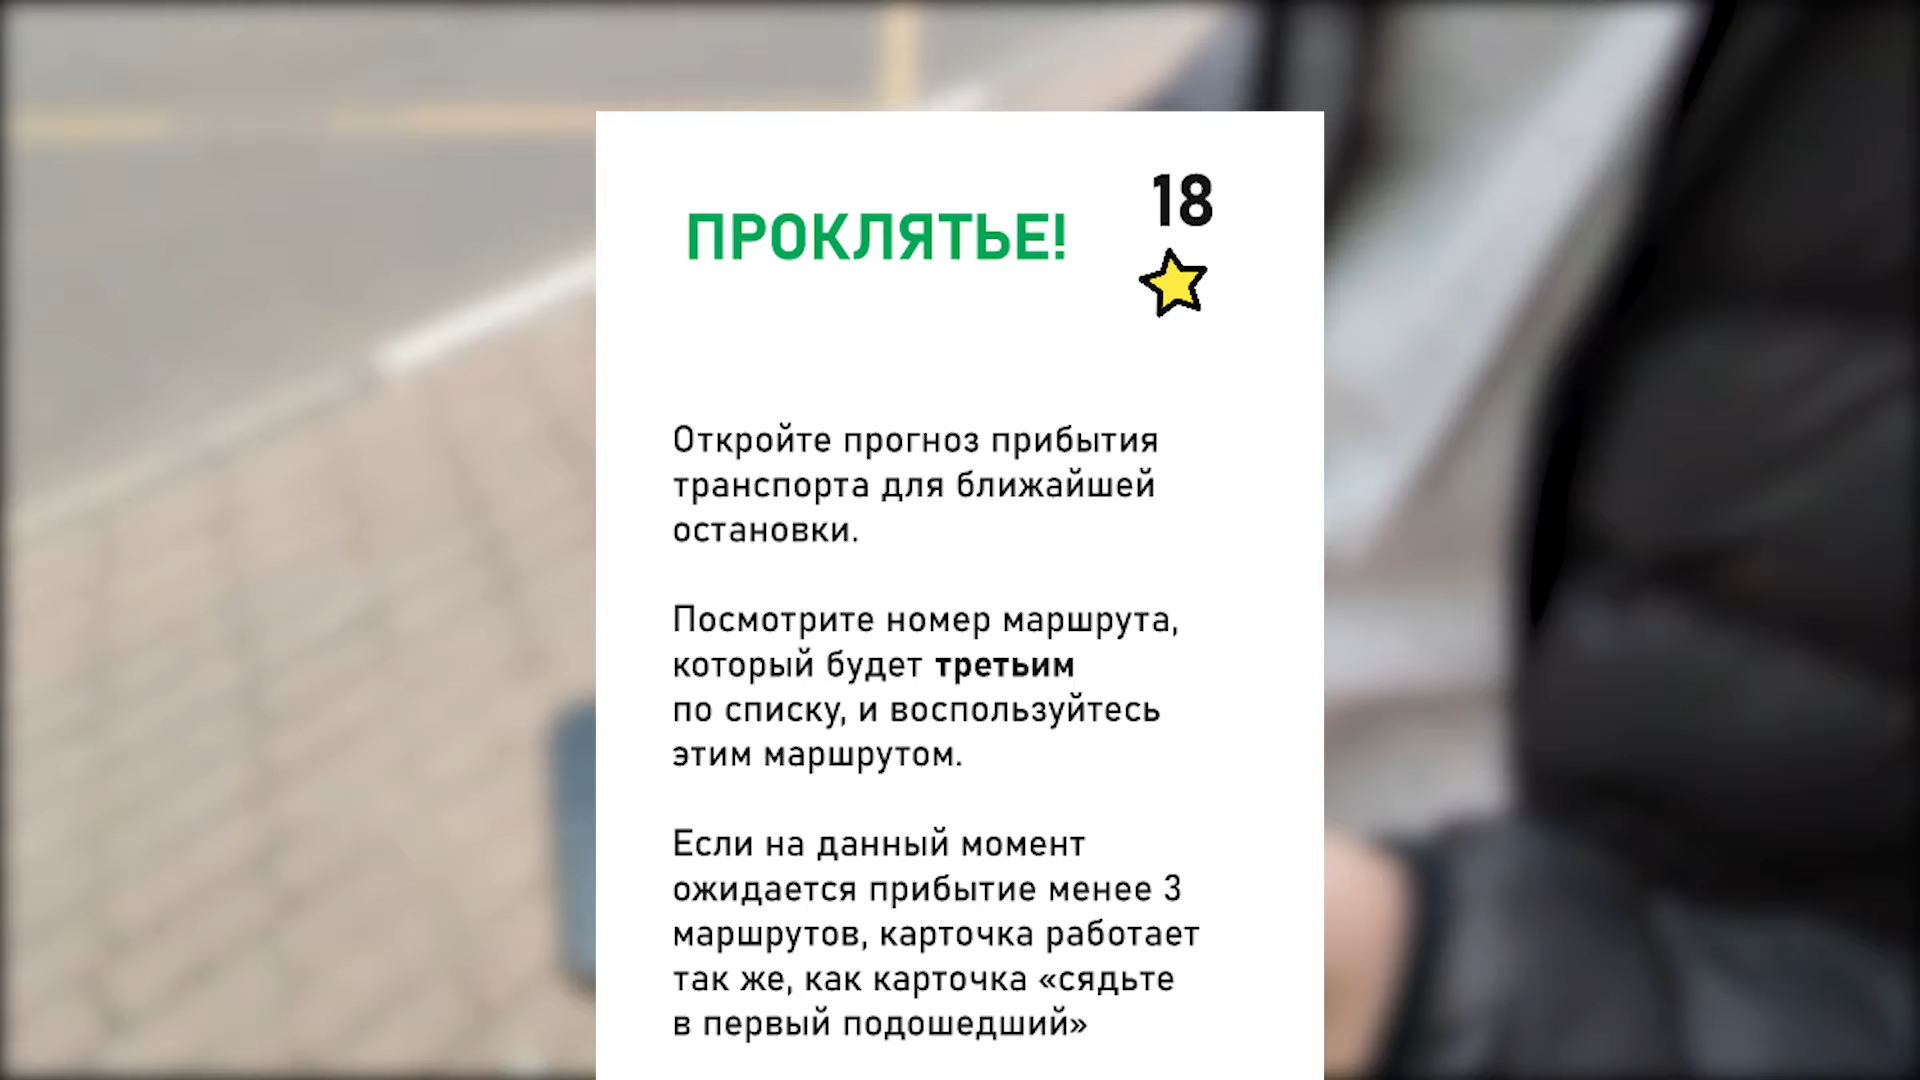 ПРОКЛЯТЬЕ!
18
Откройте прогноз прибытия
транспорта для ближайшей
остановки.
Посмотрите номер маршрута,
который будет третьим
по списку, и воспользуйтесь
этим маршрутом.
Если на данный момент
ожидается прибытие менее 3
маршрутов, карточка работает
так же, как карточка «сядьте
в первый подошедший»